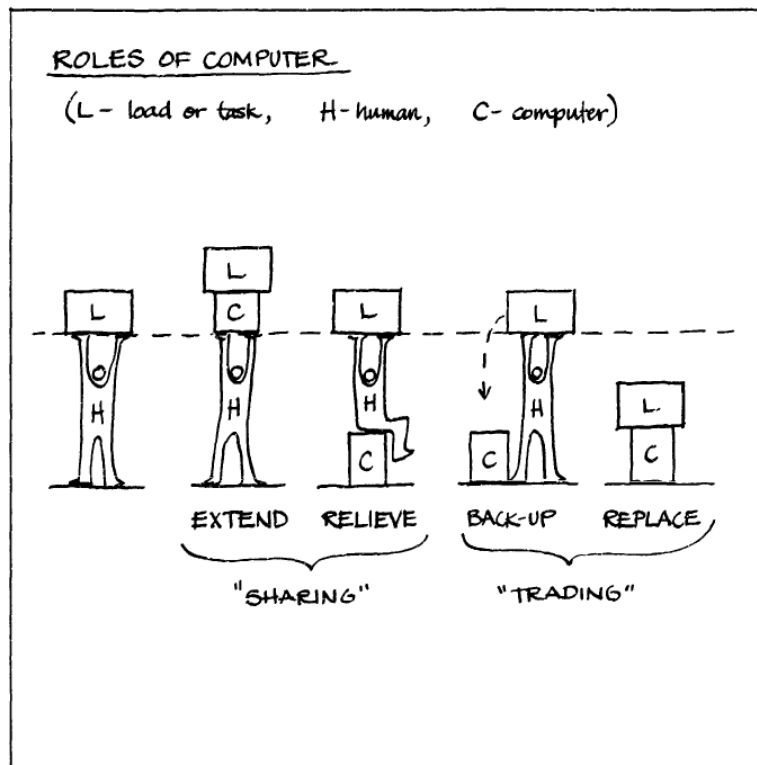 ROLES OF COMPUTER
(L - load or task, H - human, C - computer)
L
L
C
L
L
L
H
H
H
H
C
C
C
EXTEND RELIEVE BACK-UP REPLACE
"SHARING" "TRADING"